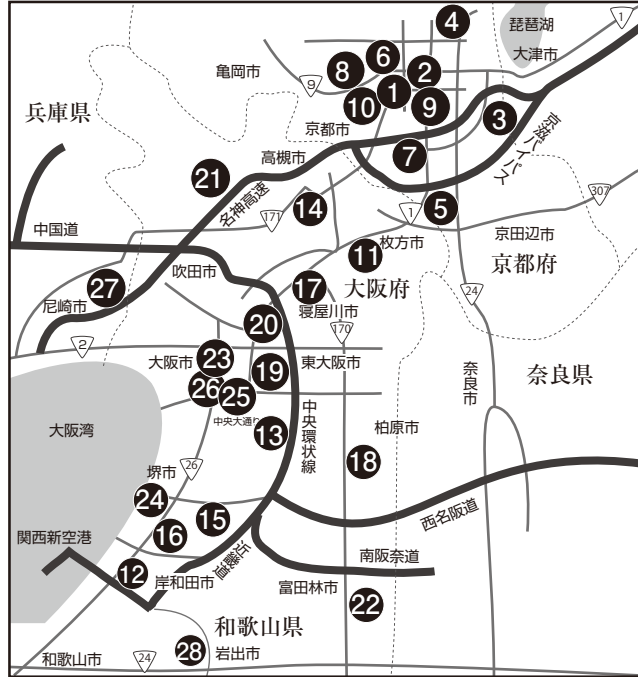 4
琵琶湖
1
大津市
6
亀岡市
8
2
9
1
10
9
3
兵庫県
京都市
7
京滋バイパス
高槻市
21
名神高速
14
171
1
5
307
中国道
枚方市
京田辺市
11
京都府
吹田市
17
大阪府
24
27
尼崎市
寝屋川市
20
170
2
大阪市
23
東大阪市
奈良県
19
26
25
奈良市
中央大通り
中央環状線
大阪湾
13
柏原市
18
堺市
26
24
15
西名阪道
16
関西新空港
近畿道
南阪奈道
12
岸和田市
富田林市
22
和歌山県
28
岩出市
和歌山市
24